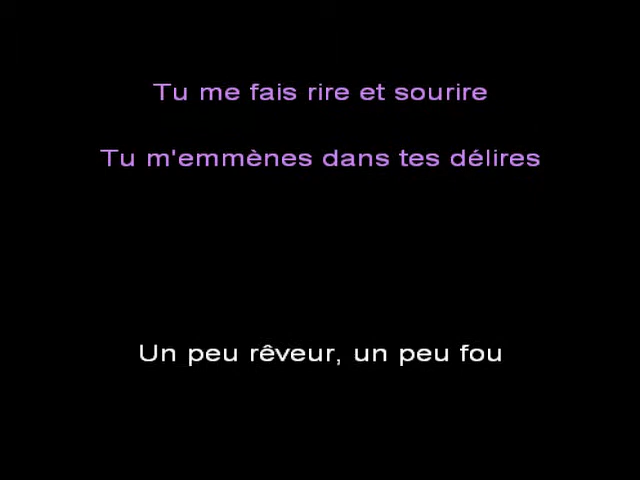 Tu me fais rire et sourire
Tu m'emmènes dans tes délires
Un peu rêveur, un peu fou